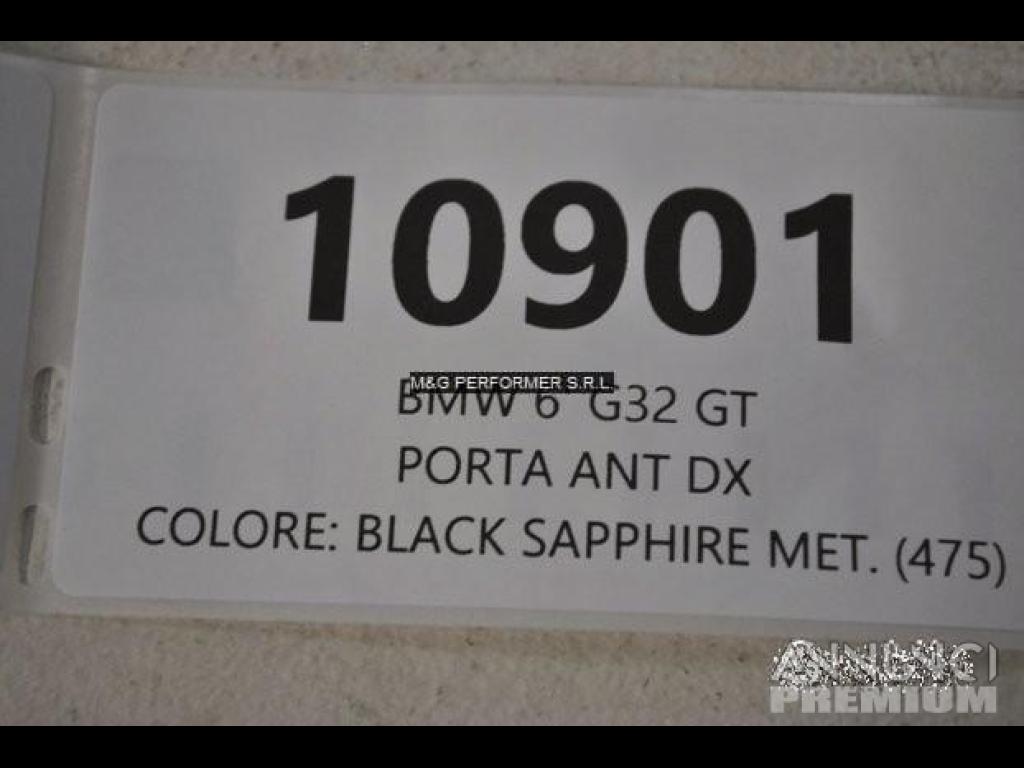 10901
M&G PERFORMER S.R.L.
BMW 6" G32 GT
PORTA ANT DX
COLORE: BLACK SAPPHIRE MET. (475)
ANNUNCI
PREMIUM